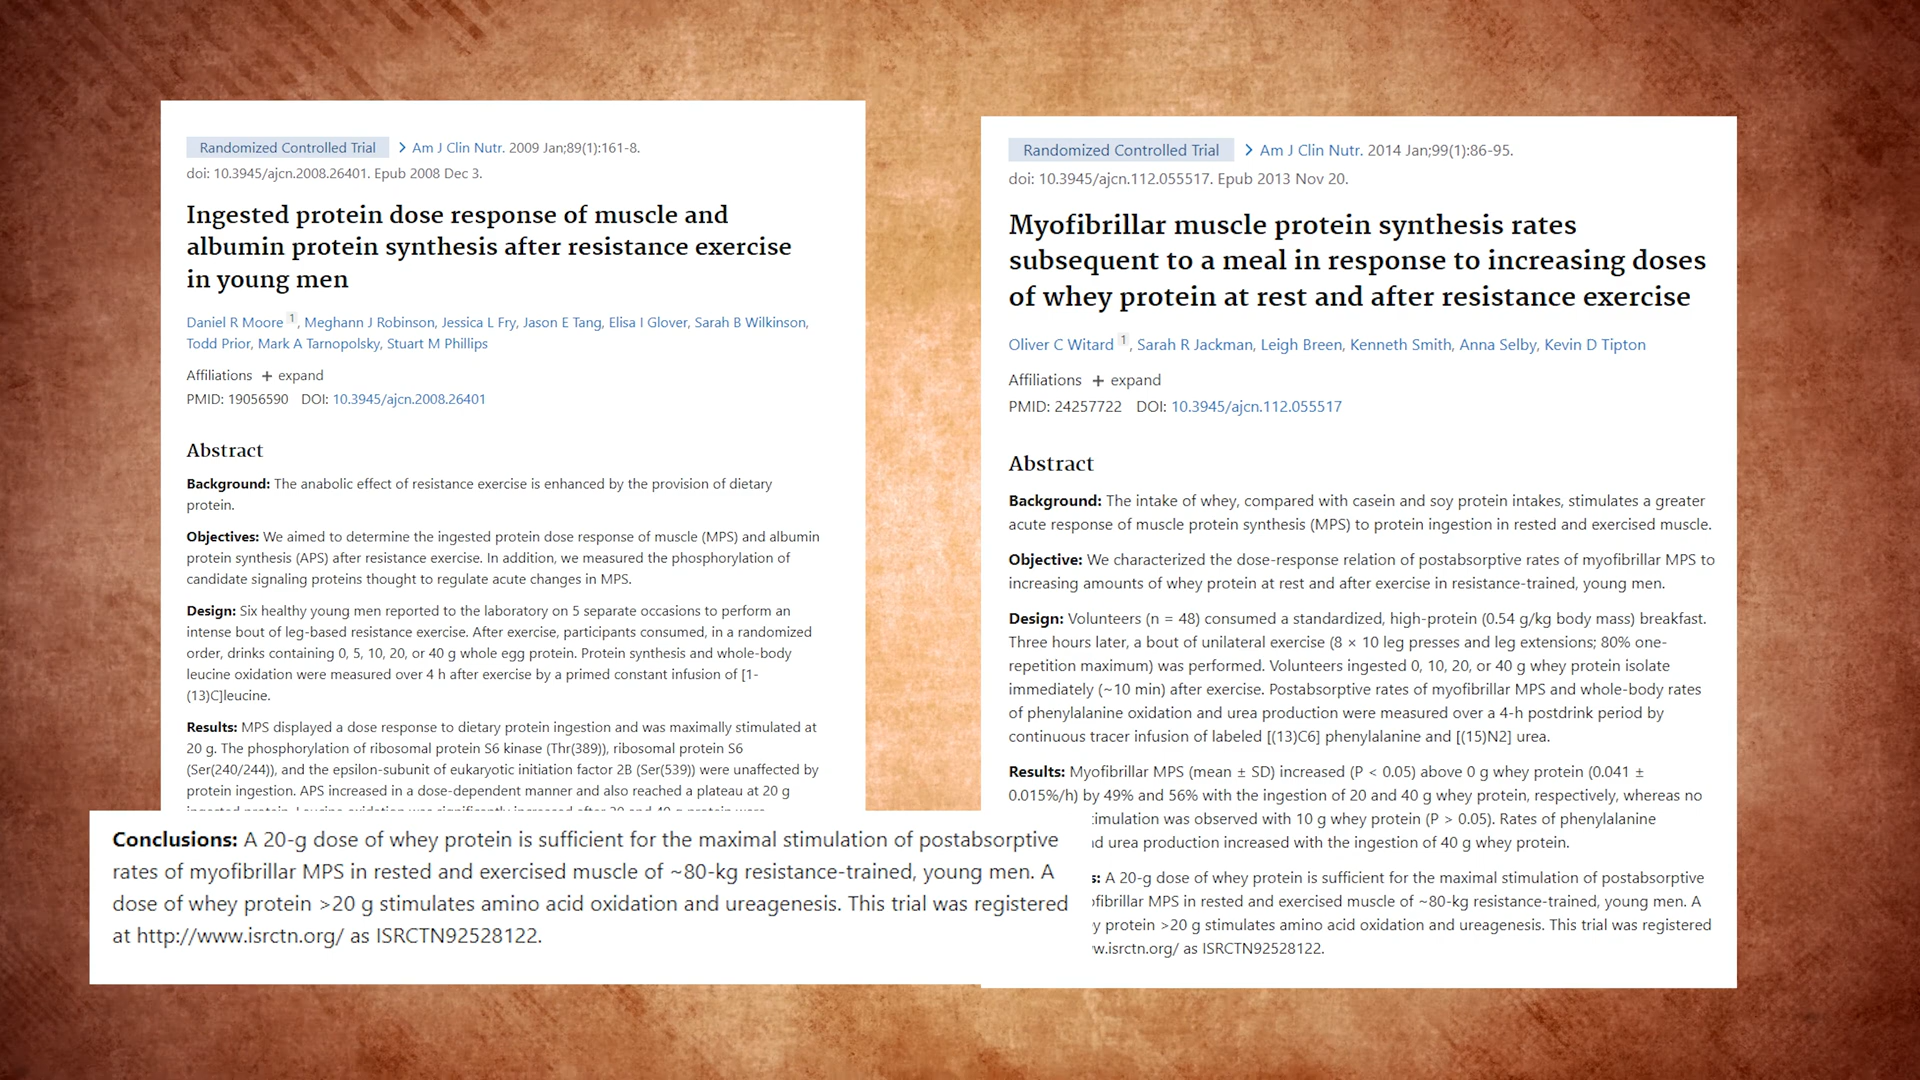 Randomized Controlled Trial > Am J Clin Nutr. 2009 Jan;89(1):161-8.
doi: 10.3945/ajcn.2008.26401. Epub 2008 Dec 3.
Ingested protein dose response of muscle and
albumin protein synthesis after resistance exercise
in young men
Daniel R Moore 1, Meghann J Robinson, Jessica L Fry, Jason E Tang, Elisa I Glover, Sarah B Wilkinson,
Todd Prior, Mark A Tarnopolsky, Stuart M Phillips
Affiliations + expand
PMID: 19056590 DOI: 10.3945/ajcn.2008.26401
Abstract
Background: The anabolic effect of resistance exercise is enhanced by the provision of dietary
protein.
Objectives: We aimed to determine the ingested protein dose response of muscle (MPS) and albumin
protein synthesis (APS) after resistance exercise. In addition, we measured the phosphorylation of
candidate signaling proteins thought to regulate acute changes in MPS.
Design: Six healthy young men reported to the laboratory on 5 separate occasions to perform an
intense bout of leg-based resistance exercise. After exercise, participants consumed, in a randomized
order, drinks containing 0, 5, 10, 20, or 40 g whole egg protein. Protein synthesis and whole-body
leucine oxidation were measured over 4 h after exercise by a primed constant infusion of [1-
(13)C]leucine.
Results: MPS displayed a dose response to dietary protein ingestion and was maximally stimulated at
20 g. The phosphorylation of ribosomal protein S6 kinase (Thr(389)), ribosomal protein S6
(Ser(240/244)), and the epsilon-subunit of eukaryotic initiation factor 2B (Ser(539)) were unaffected by
protein ingestion. APS increased in a dose-dependent manner and also reached a plateau at 20 g
Conclusions: A 20-g dose of whey protein is sufficient for the maximal stimulation of postabsorptive
rates of myofibrillar MPS in rested and exercised muscle of ~80-kg resistance-trained, young men. A
dose of whey protein >20 g stimulates amino acid oxidation and ureagenesis. This trial was registered
at http://www.isrctn.org/ as ISRCTN92528122.
Randomized Controlled Trial > Am J Clin Nutr. 2014 Jan;99(1):86-95.
doi: 10.3945/ajcn.112.055517. Epub 2013 Nov 20.
Myofibrillar muscle protein synthesis rates
subsequent to a meal in response to increasing doses
of whey protein at rest and after resistance exercise
Oliver C Witard 1, Sarah R Jackman, Leigh Breen, Kenneth Smith, Anna Selby, Kevin D Tipton
Affiliations + expand
PMID: 24257722 DOI: 10.3945/ajcn.112.055517
Abstract
Background: The intake of whey, compared with casein and soy protein intakes, stimulates a greater
acute response of muscle protein synthesis (MPS) to protein ingestion in rested and exercised muscle.
Objective: We characterized the dose-response relation of postabsorptive rates of myofibrillar MPS to
increasing amounts of whey protein at rest and after exercise in resistance-trained, young men.
Design: Volunteers (n = 48) consumed a standardized, high-protein (0.54 g/kg body mass) breakfast.
Three hours later, a bout of unilateral exercise (8 × 10 leg presses and leg extensions; 80% one-
repetition maximum) was performed. Volunteers ingested 0, 10, 20, or 40 g whey protein isolate
immediately (~10 min) after exercise. Postabsorptive rates of myofibrillar MPS and whole-body rates
of phenylalanine oxidation and urea production were measured over a 4-h postdrink period by
continuous tracer infusion of labeled [(13)C6] phenylalanine and [(15)N2] urea.
Results: Myofibrillar MPS (mean ± SD) increased (P < 0.05) above 0 g whey protein (0.041 ±
0.015%/h) by 49% and 56% with the ingestion of 20 and 40 g whey protein, respectively, whereas no
timulation was observed with 10 g whey protein (P > 0.05). Rates of phenylalanine
d urea production increased with the ingestion of 40 g whey protein.
s: A 20-g dose of whey protein is sufficient for the maximal stimulation of postabsorptive
ofibrillar MPS in rested and exercised muscle of ~80-kg resistance-trained, young men. A
y protein >20 g stimulates amino acid oxidation and ureagenesis. This trial was registered
w.isrctn.org/ as ISRCTN92528122.